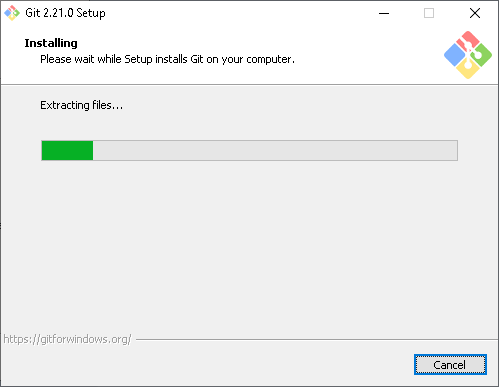 Git 2.21.0 Setup
Installing
Please wait while Setup installs Git on your computer.
Extracting files...
https://gitforwindows.org/
Cancel